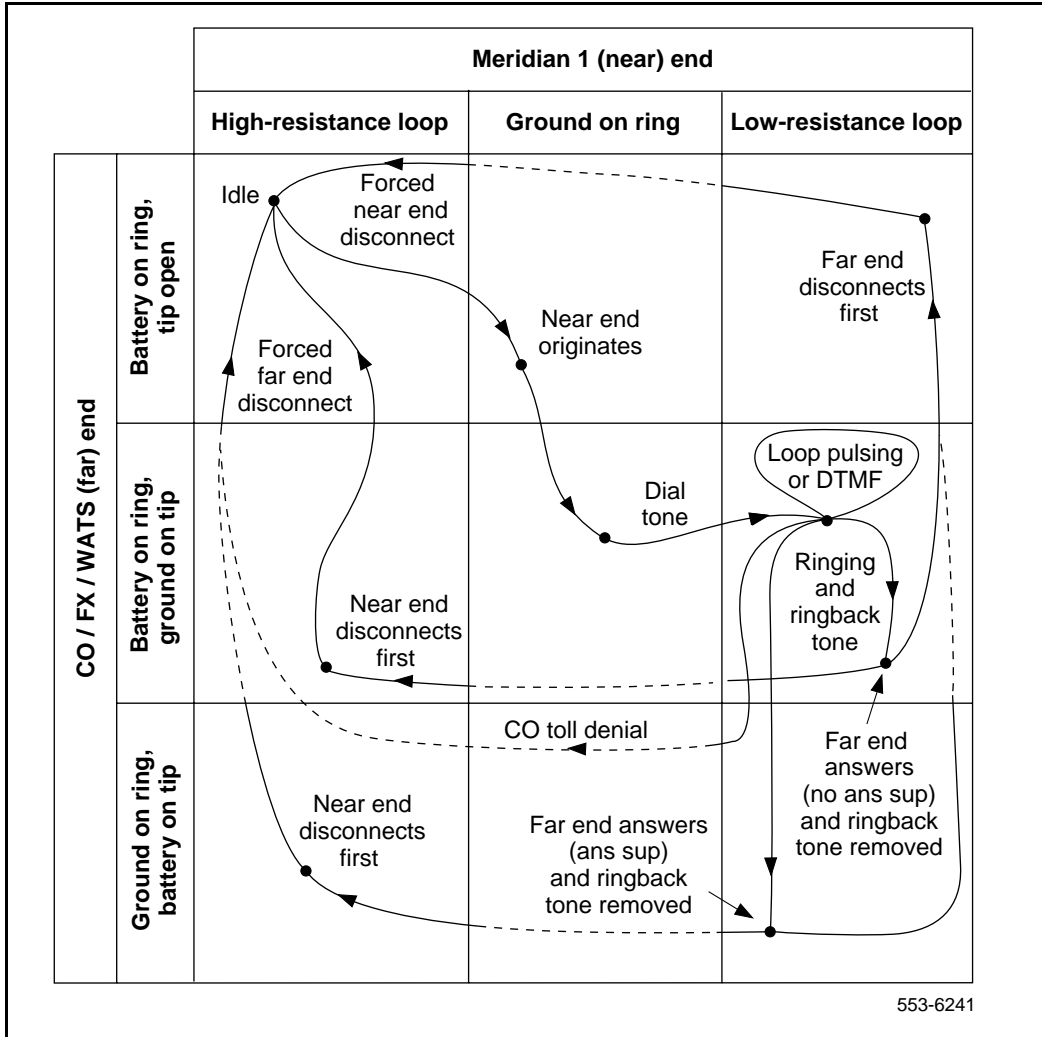 Meridian 1 (near) end
High-resistance loop
Ground on ring
Low-resistance loop
CO / FX / WATS (far) end
Battery on ring,
tip open
Idle
Forced
near end
disconnect
Near end
originates
Far end
disconnects
first
Forced
far end
disconnect
Battery on ring,
ground on tip
Loop pulsing
or DTMF
Dial
tone
Ringing
and
ringback
tone
Near end
disconnects
first
Ground on ring,
battery on tip
CO toll denial
Far end
answers
(no ans sup)
and ringback
tone removed
Near end
disconnects
first
Far end answers
(ans sup)
and ringback
tone removed
553-6241